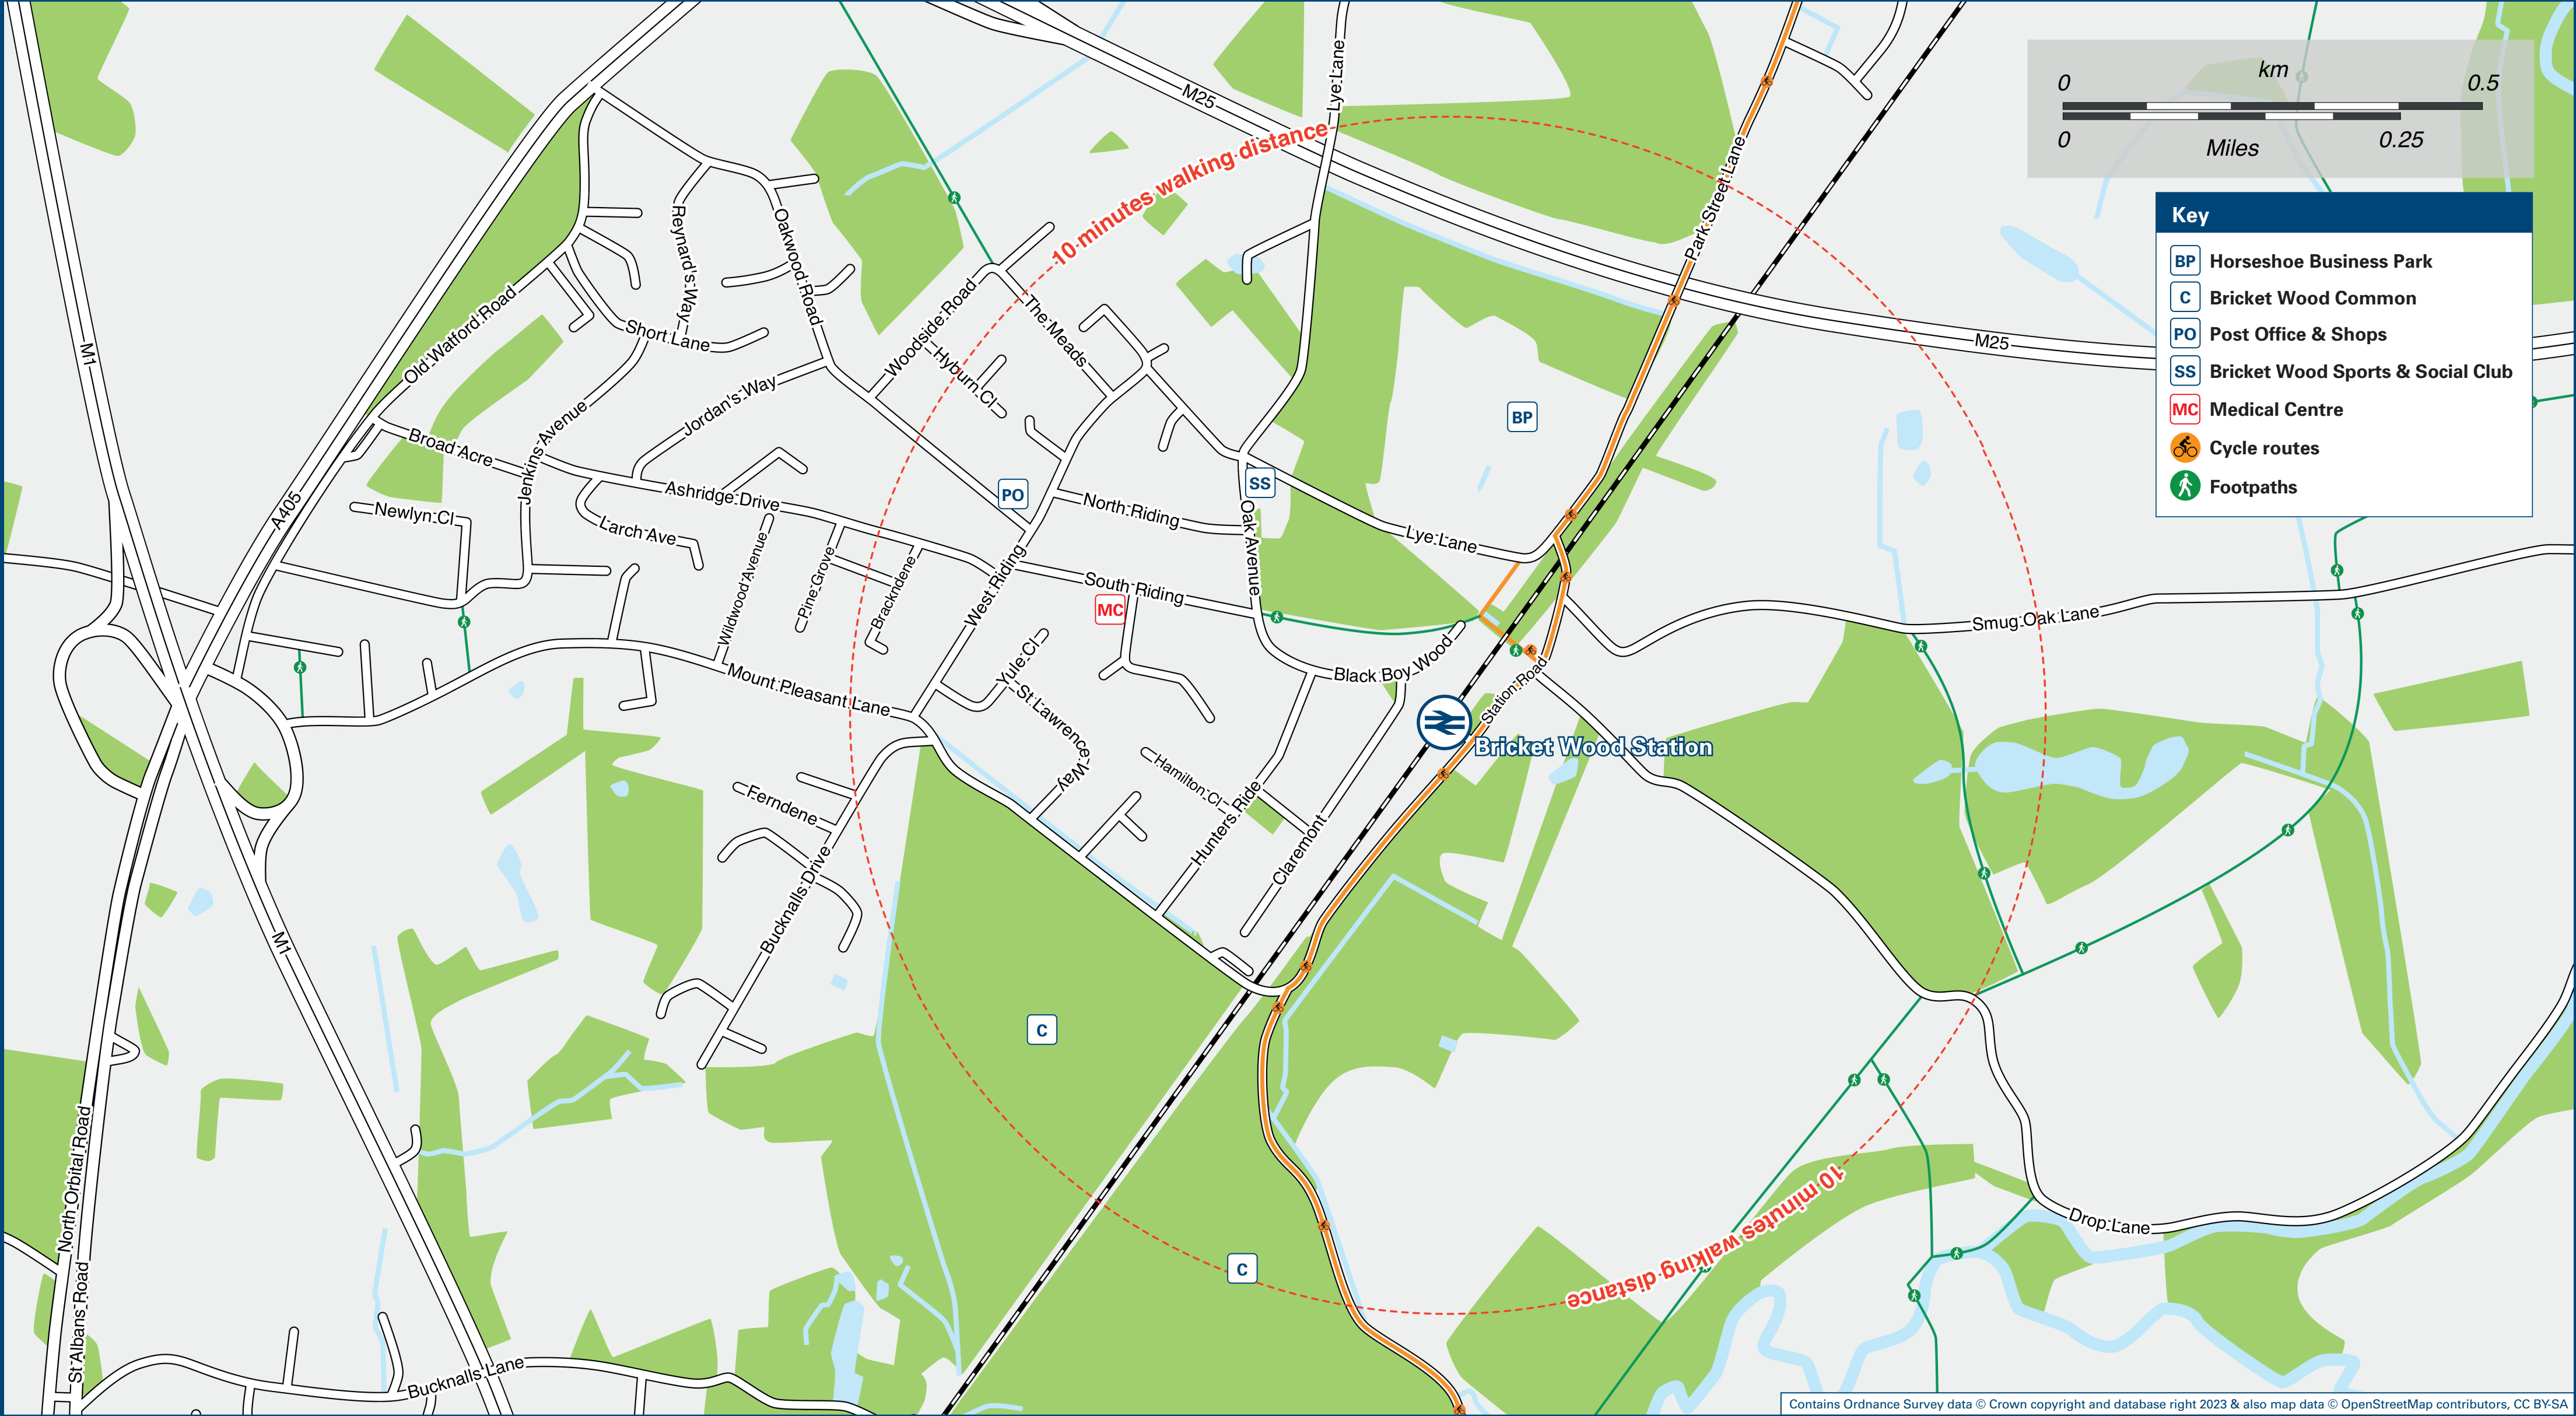 M25
Lye Lane
km
0
0.5
0
0.25
Miles
10 minutes walking distance
Park Street Lane
Key
BP Horseshoe Business Park
C Bricket Wood Common
PO Post Office & Shops
SS Bricket Wood Sports & Social Club
MC Medical Centre
Cycle routes
Footpaths
Reynard's Way
Oakwood Road
Old Watford Road
Short Lane
Woodside Road
The Meads
Hyburn Cl
M25
M1
Jordan's Way
Jenkins Avenue
Broad Acre
BP
A405
Newlyn Cl
Larch Ave
Ashridge Drive
PO
SS
North Riding
Oak Avenue
Lye Lane
Wildwood Avenue
Pine Grove
Brackndene
West Riding
South Riding
MC
Smug Oak Lane
Black Boy Wood
Station Road
Mount Pleasant Lane
Yule Cl
St Lawrence Way
Bricket Wood Station
Hamilton Cl
Hunters Ride
Claremont
Ferndene
Bucknalls Drive
M1
C
North Orbital Road
St Albans Road
C
10 minutes walking distance
Drop Lane
Bucknalls Lane
Contains Ordnance Survey data © Crown copyright and database right 2023 & also map data © OpenStreetMap contributors, CC BY-SA